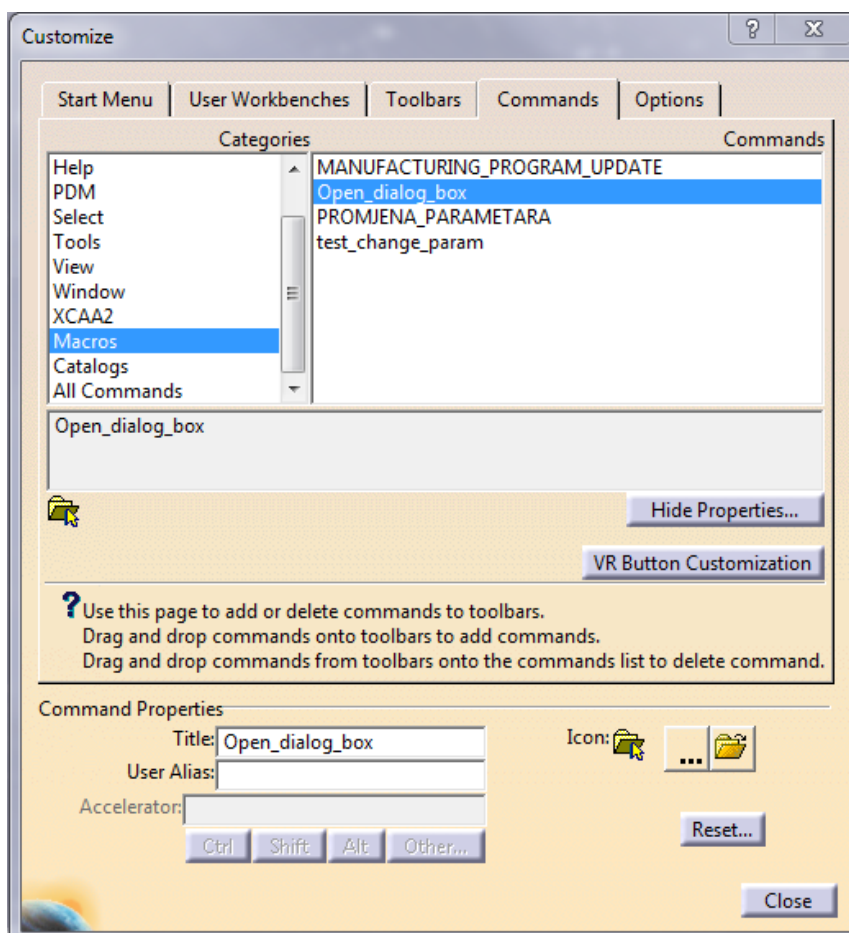 Customize
Start Menu User Workbenches Toolbars Commands Options
Categories Commands
Help
PDM
Select
Tools
View
Window
XCAA2
Macros
Catalogs
All Commands
MANUFACTURING_PROGRAM_UPDATE
Open_dialog_box
PROMJENA_PARAMETARA
test_change_param
Open_dialog_box
Hide Properties...
VR Button Customization
? Use this page to add or delete commands to toolbars.
Drag and drop commands onto toolbars to add commands.
Drag and drop commands from toolbars onto the commands list to delete command.
Command Properties
Title: Open_dialog_box
Icon: ...
User Alias:
Accelerator:
Ctrl Shift Alt Other...
Reset...
Close